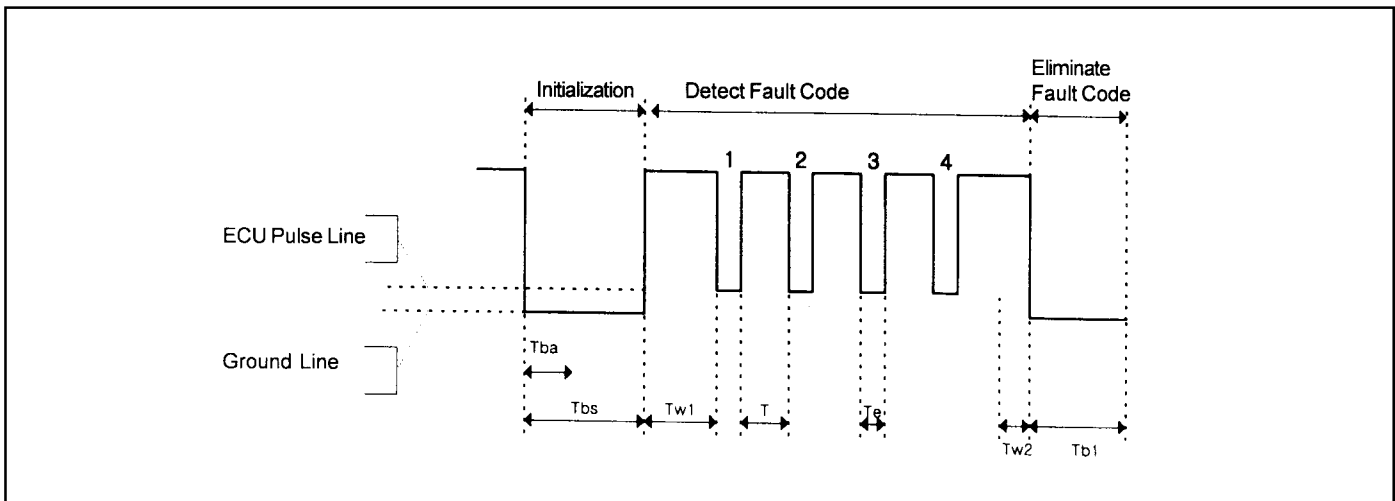 Initialization
Detect Fault Code
Eliminate
Fault Code
1
2
3
4
ECU Pulse Line
Ground Line
Tba
Tbs
Tw1
T
Te
Tw2
Tb1